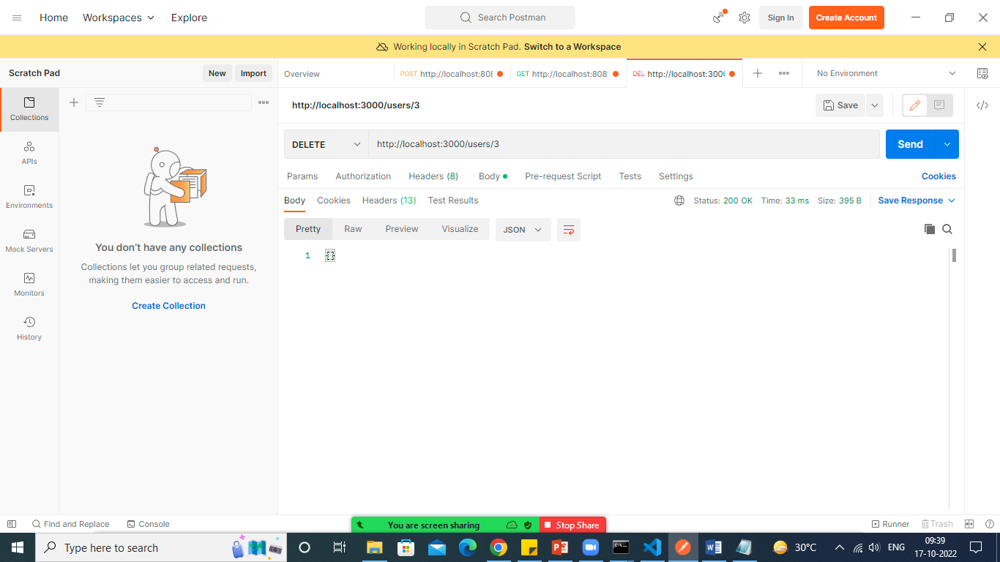 Home Workspaces Explore Search Postman Sign In Create Account
Working locally in Scratch Pad. Switch to a Workspace
Scratch Pad New Import Overview POST http://localhost:808 GET http://localhost:808 DEL http://localhost:300 No Environment
Collections
APIs
Environments
Mock Servers
Monitors
History
You don't have any collections
Collections let you group related requests,
making them easier to access and run.
Create Collection
http://localhost:3000/users/3 Save
DELETE http://localhost:3000/users/3 Send
Params Authorization Headers (8) Body Pre-request Script Tests Settings Cookies
Body Cookies Headers (13) Test Results Status: 200 OK Time: 33 ms Size: 395 B Save Response
Pretty Raw Preview Visualize JSON
1 {}
Find and Replace Console Runner Trash
You are screen sharing Stop Share
Type here to search 30°C ENG 09:39
17-10-2022